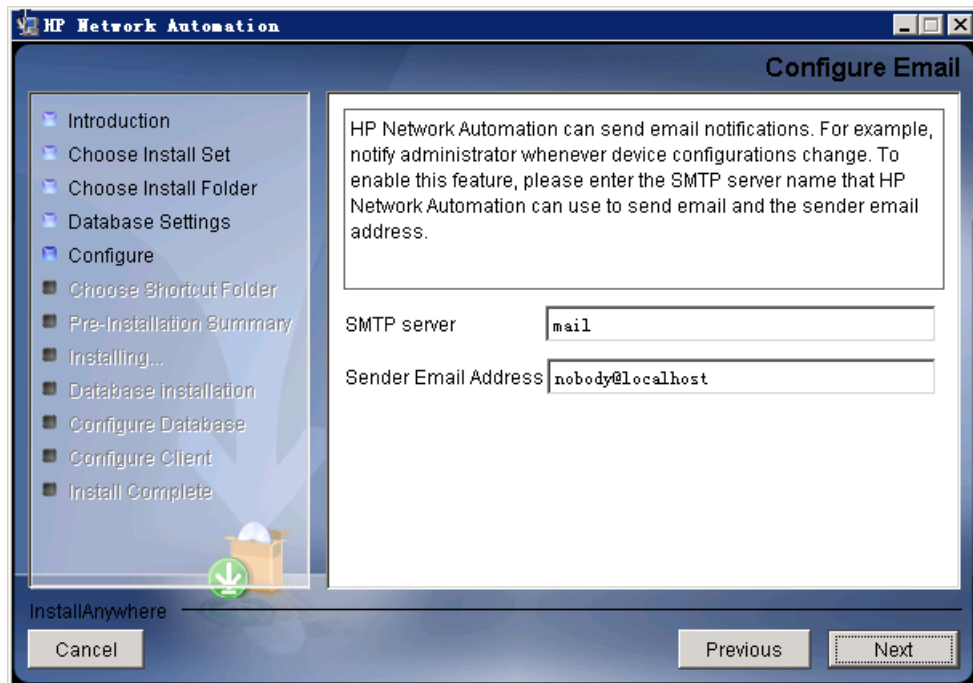 HP Network Automation
Configure Email
Introduction
Choose Install Set
Choose Install Folder
Database Settings
Configure
Choose Shortcut Folder
Pre-Installation Summary
Installing...
Database installation
Configure Database
Configure Client
Install Complete
HP Network Automation can send email notifications. For example,
notify administrator whenever device configurations change. To
enable this feature, please enter the SMTP server name that HP
Network Automation can use to send email and the sender email
address.
SMTP server mail
Sender Email Address nobody@localhost
InstallAnywhere
Cancel Previous Next